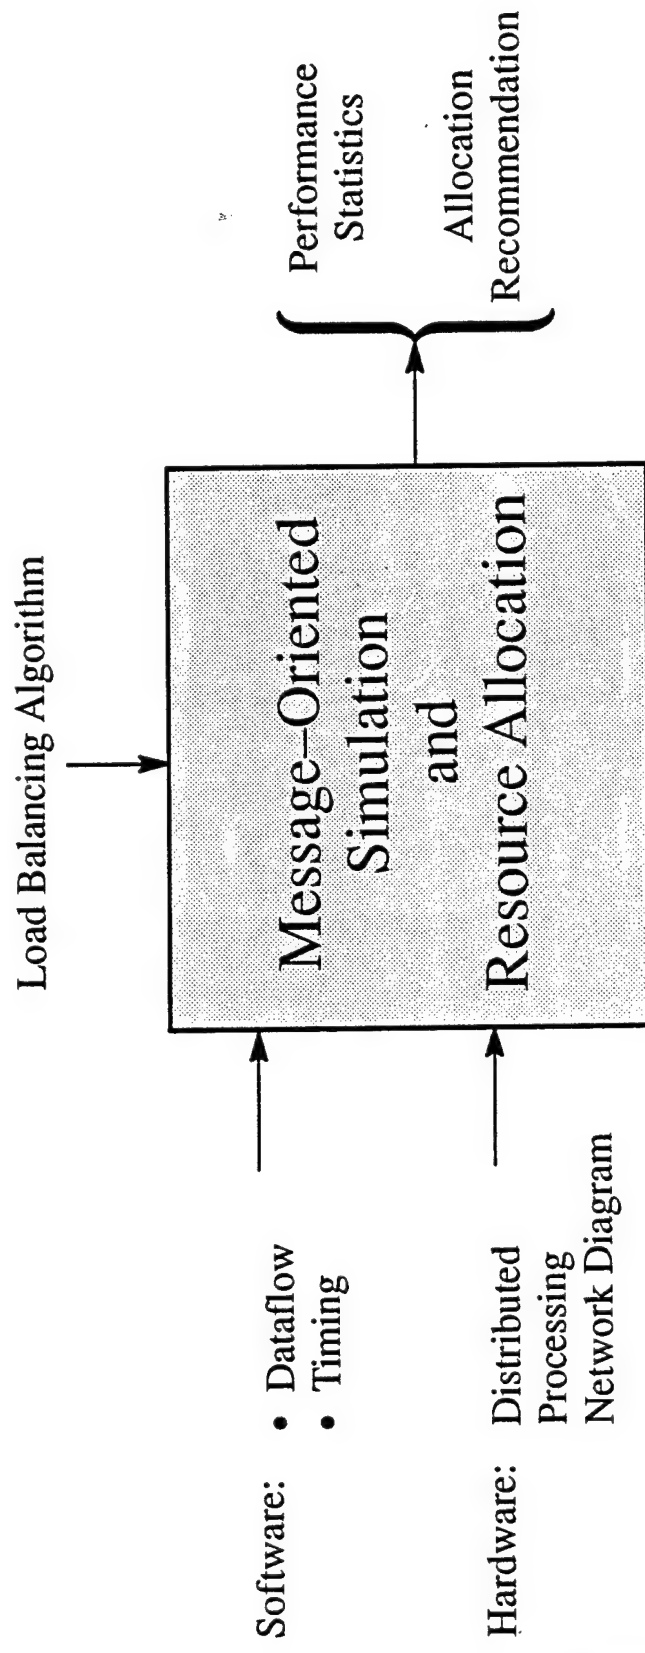 Load Balancing Algorithm
Software:
• Dataflow
• Timing
Hardware:
Distributed
Processing
Network Diagram
Message–Oriented
Simulation
and
Resource Allocation
Performance
Statistics
Allocation
Recommendation